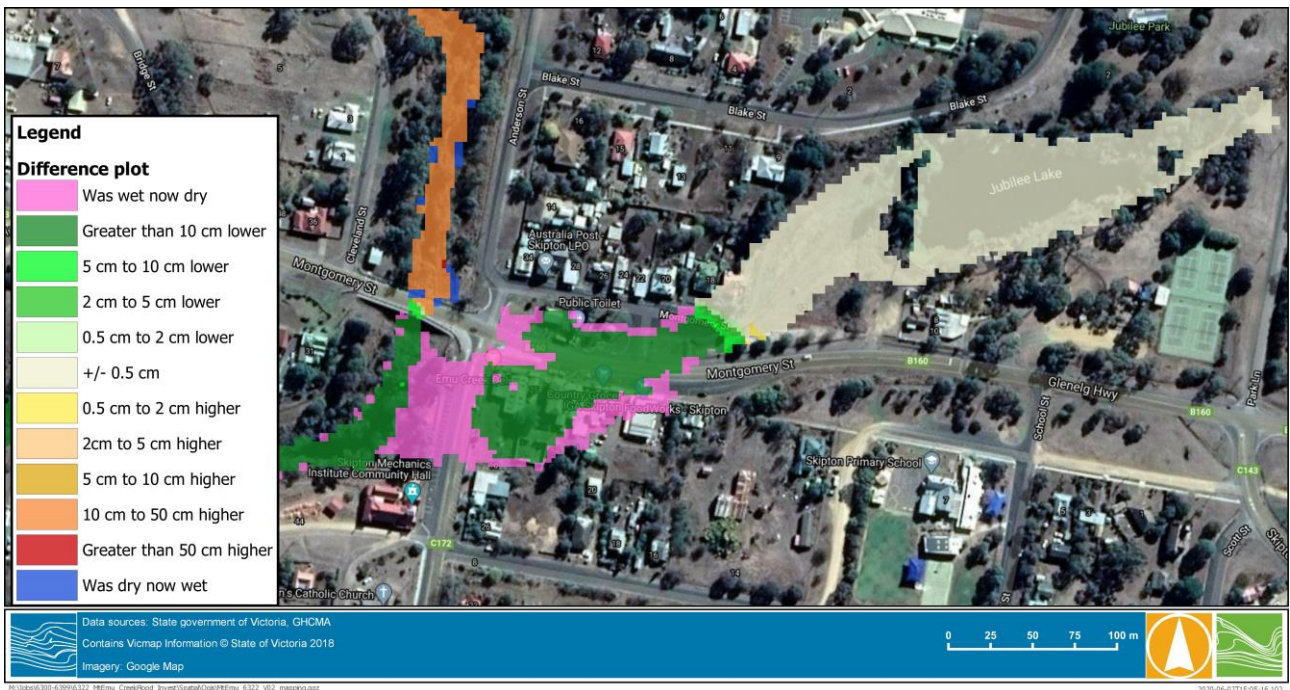 Jubilee Park
Bridge St
Blake St
Blake St
Blake St
Anderson St
Cleveland St
Jubilee Lake
Australia Post
Skipton LPO
Public Toilet
Montgomery St
Montgomery St
B160
Glenelg Hwy
B160
C143
School St
Park Ln
Scott St
Skipton Primary School
Skipton FoodWorks - Skipton
Skipton Mechanics
Institute Community Hall
C172
n's Catholic Church
Legend
Difference plot
Was wet now dry
Greater than 10 cm lower
5 cm to 10 cm lower
2 cm to 5 cm lower
0.5 cm to 2 cm lower
+/- 0.5 cm
0.5 cm to 2 cm higher
2cm to 5 cm higher
5 cm to 10 cm higher
10 cm to 50 cm higher
Greater than 50 cm higher
Was dry now wet
Data sources: State government of Victoria, GHCMA
Contains Vicmap Information © State of Victoria 2018
Imagery: Google Map
0 25 50 75 100 m